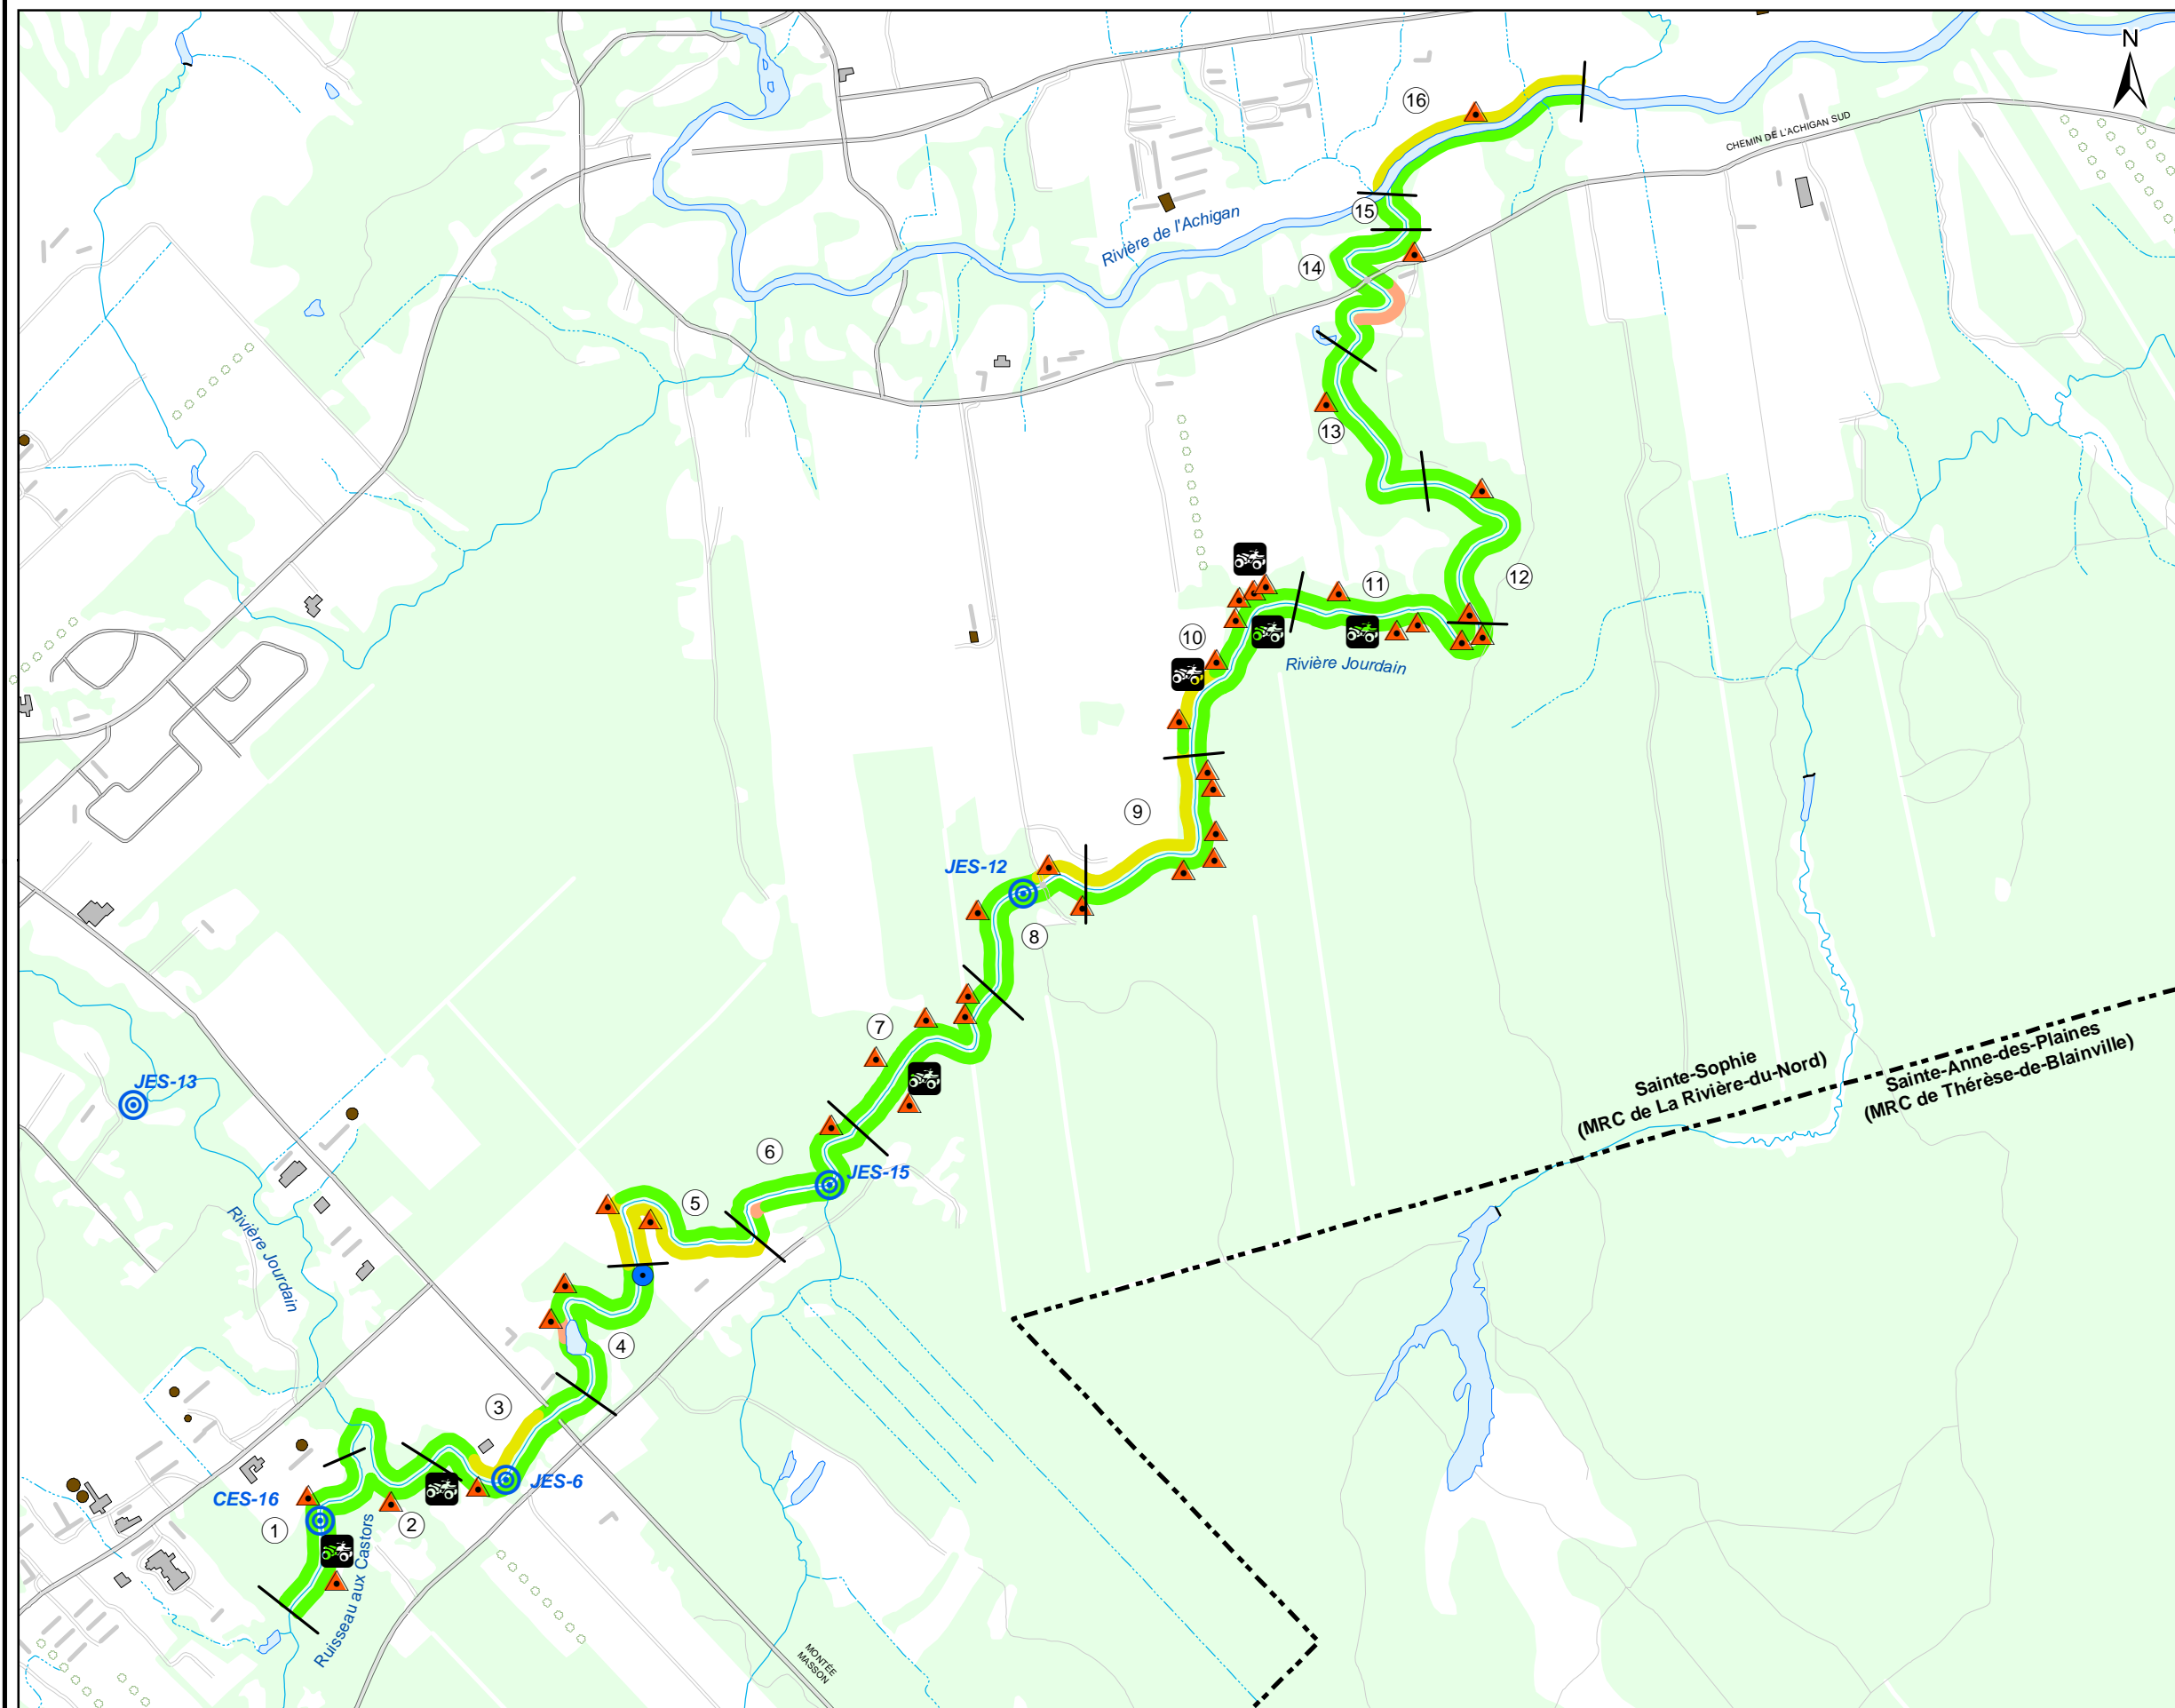 N
16
CHEMIN DE L'ACHIGAN SUD
15
Rivière de l'Achigan
14
13
12
11
10
Rivière Jourdain
9
JES-12
8
7
Sainte-Sophie
(MRC de La Rivière-du-Nord)
Sainte-Anne-des-Plaines
(MRC de Thérèse-de-Blainville)
JES-13
6
JES-15
5
Rivière Jourdain
4
3
JES-6
CES-16
1
2
Ruisseau aux Castors
MONTÉE
MASSON